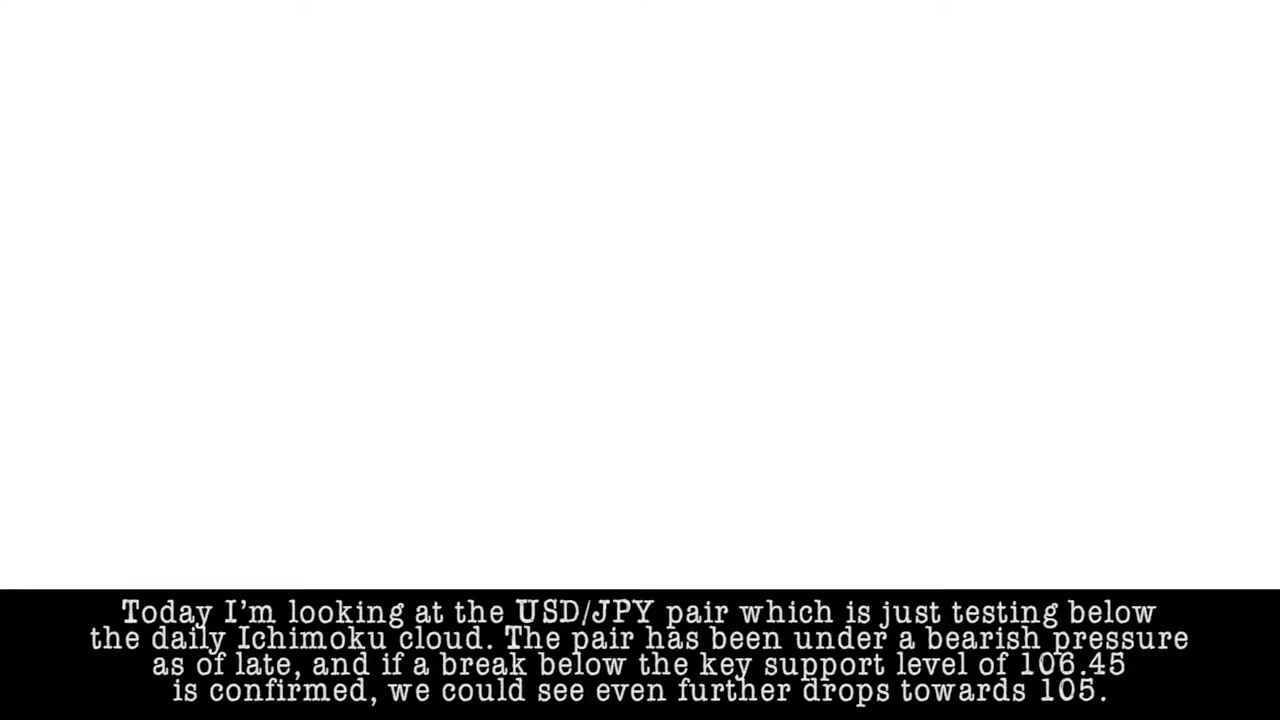 Today I'm looking at the USD/JPY pair which is just testing below
the daily Ichimoku cloud. The pair has been under a bearish pressure
as of late, and if a break below the key support level of 106.45
is confirmed, we could see even further drops towards 105.